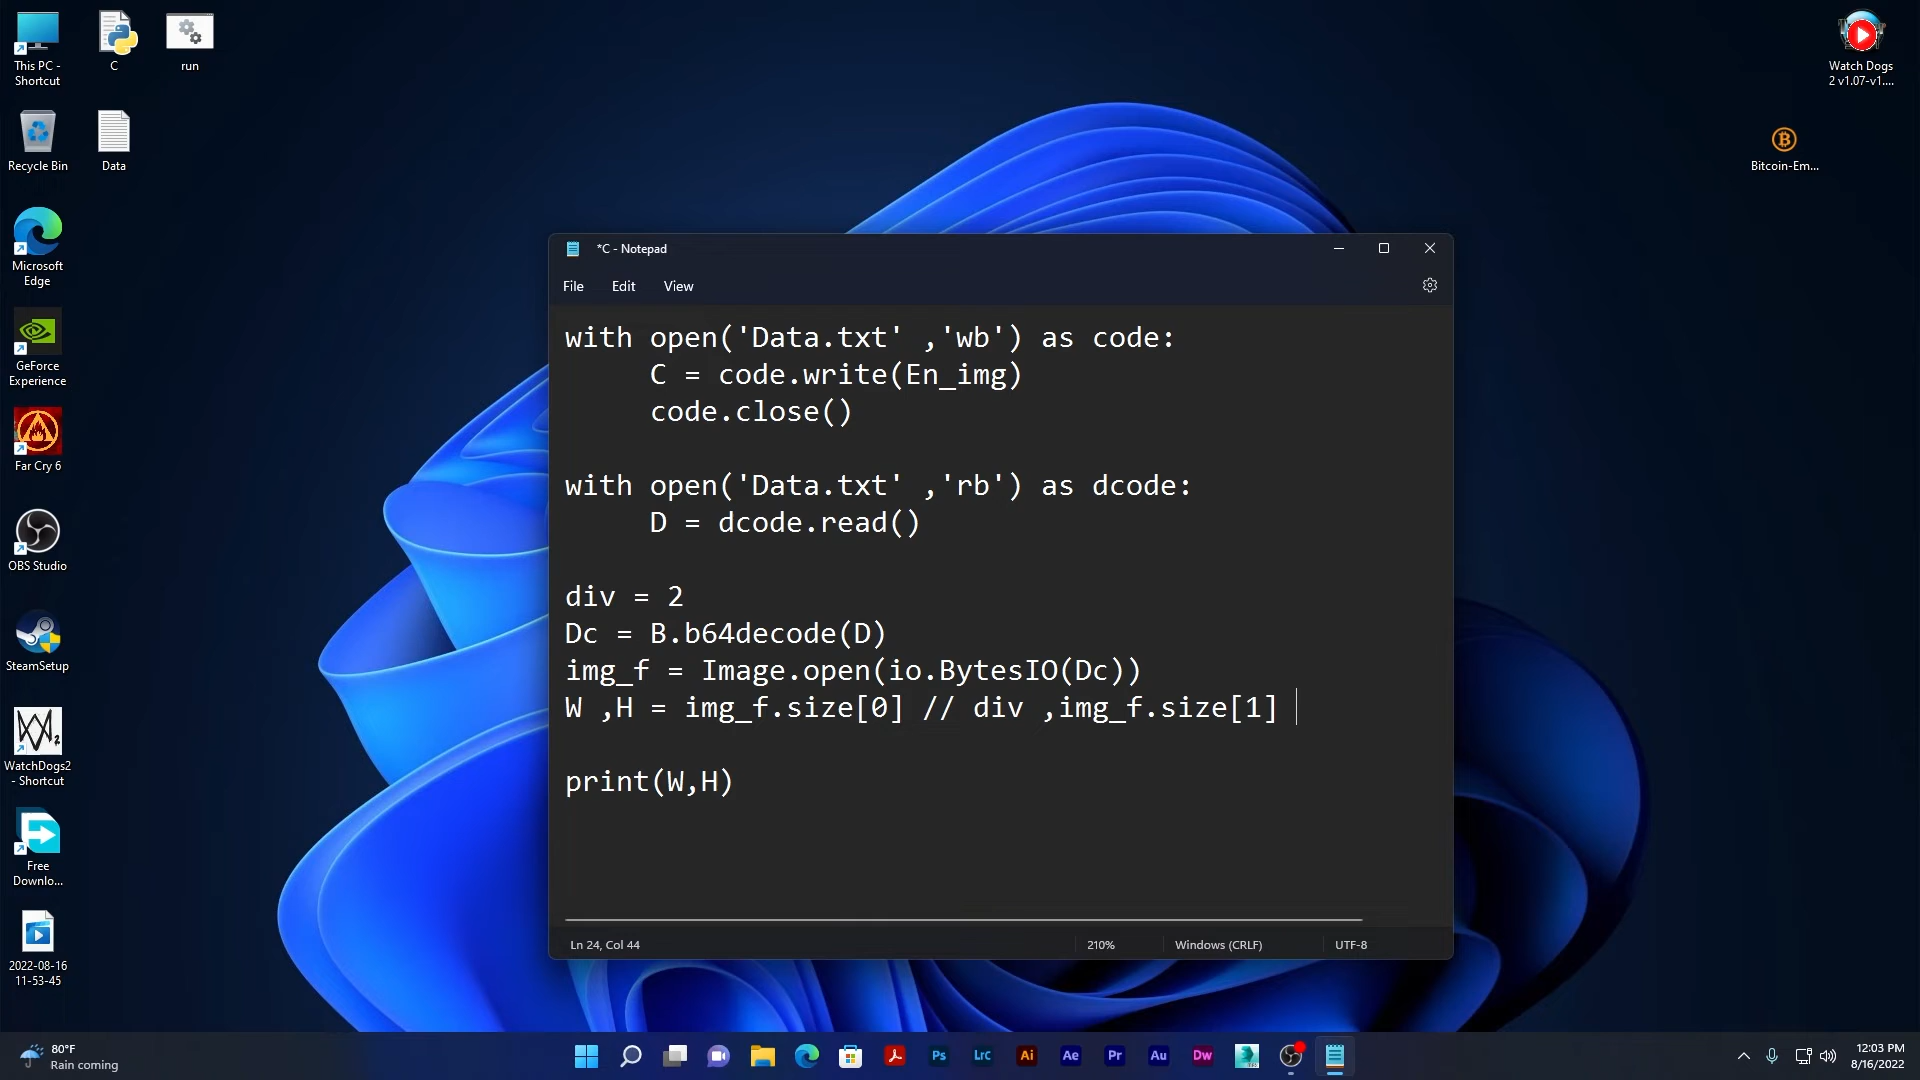 This PC -
Shortcut
C
run
Watch Dogs
2 v1.07-v1....
Recycle Bin
Data
Bitcoin-Em...
Microsoft
Edge
GeForce
Experience
Far Cry 6
OBS Studio
SteamSetup
WatchDogs2
- Shortcut
Free
Downlo...
2022-08-16
11-53-45
*C - Notepad
File Edit View
with open('Data.txt' ,'wb') as code:
C = code.write(En_img)
code.close()
with open('Data.txt' ,'rb') as dcode:
D = dcode.read()
div = 2
Dc = B.b64decode(D)
img_f = Image.open(io.BytesIO(Dc))
W ,H = img_f.size[0] // div ,img_f.size[1]
print(W,H)
Ln 24, Col 44
210%
Windows (CRLF)
UTF-8
80°F
Rain coming
Ps
LrC
Ai
Ae
Pr
Au
Dw
12:03 PM
8/16/2022